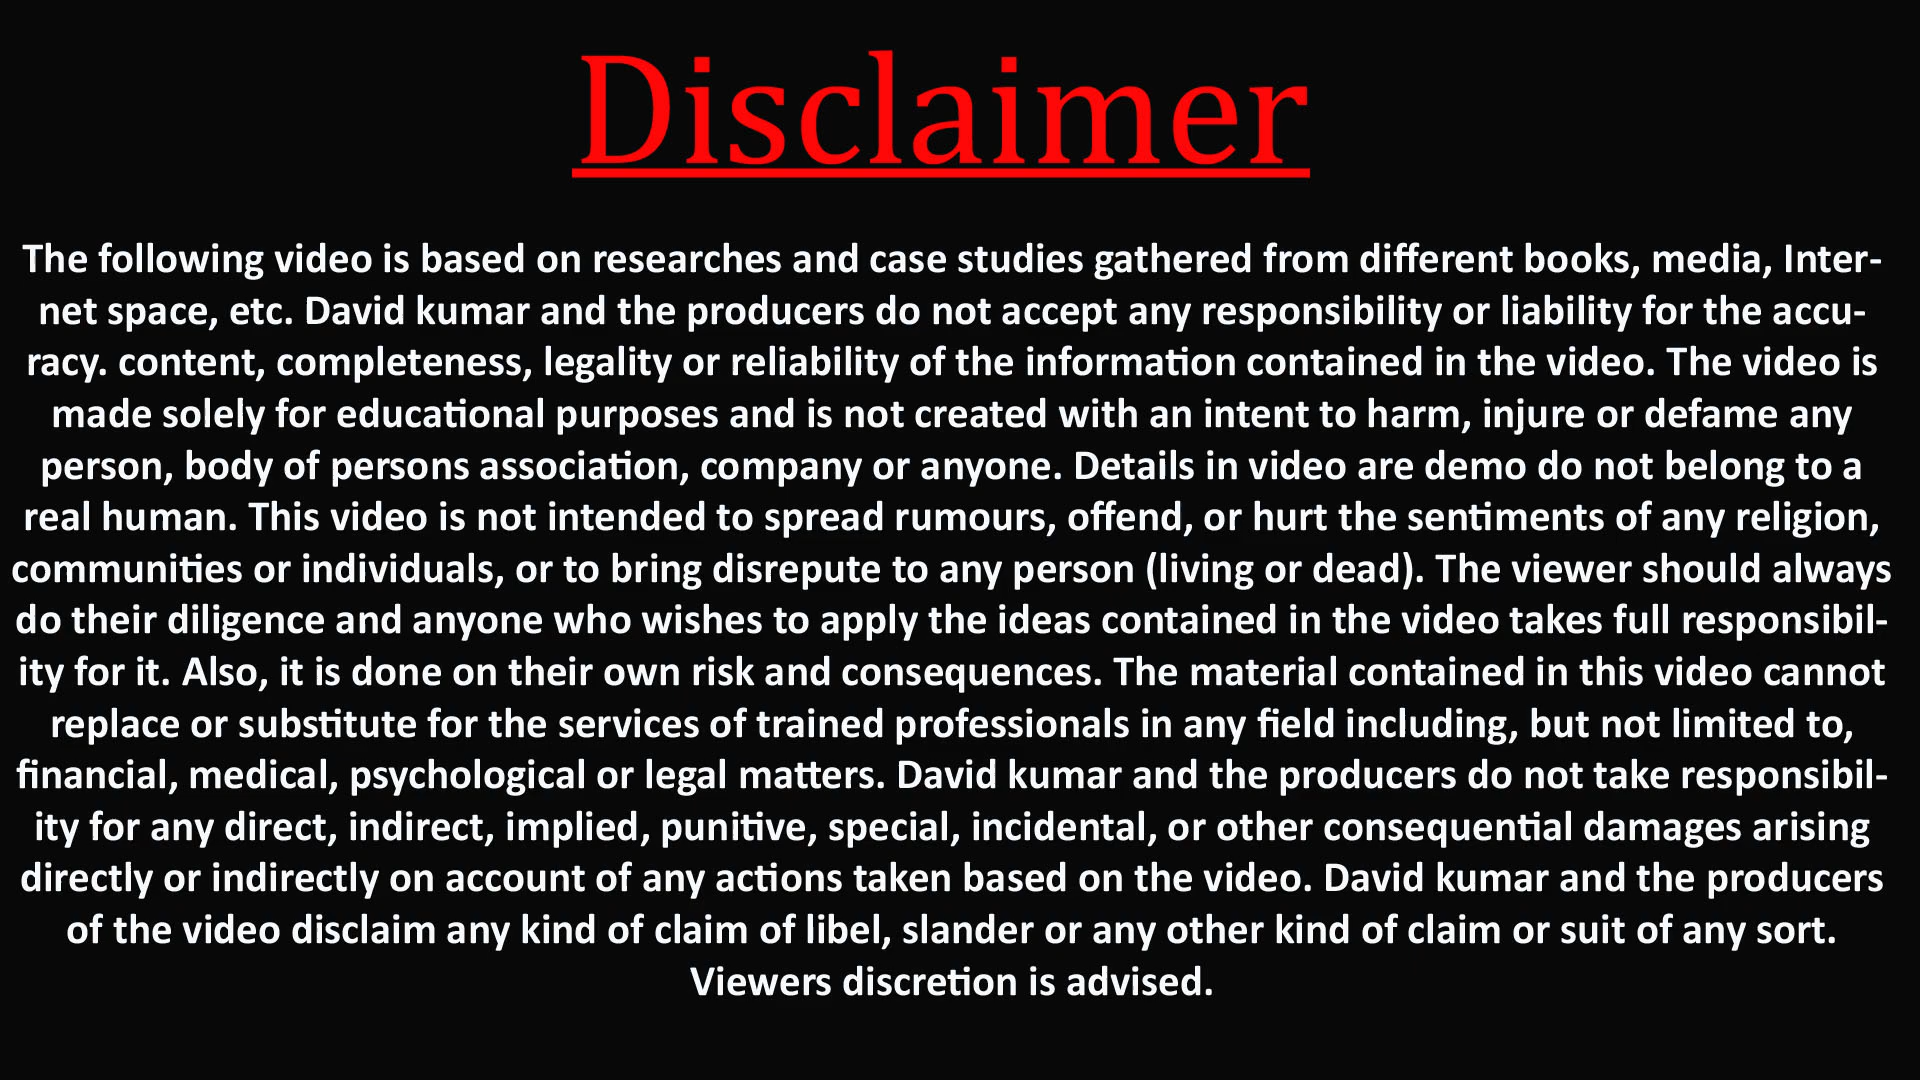 Disclaimer
The following video is based on researches and case studies gathered from different books, media, Inter-
net space, etc. David kumar and the producers do not accept any responsibility or liability for the accu-
racy. content, completeness, legality or reliability of the information contained in the video. The video is
made solely for educational purposes and is not created with an intent to harm, injure or defame any
person, body of persons association, company or anyone. Details in video are demo do not belong to a
real human. This video is not intended to spread rumours, offend, or hurt the sentiments of any religion,
communities or individuals, or to bring disrepute to any person (living or dead). The viewer should always
do their diligence and anyone who wishes to apply the ideas contained in the video takes full responsibil-
ity for it. Also, it is done on their own risk and consequences. The material contained in this video cannot
replace or substitute for the services of trained professionals in any field including, but not limited to,
financial, medical, psychological or legal matters. David kumar and the producers do not take responsibil-
ity for any direct, indirect, implied, punitive, special, incidental, or other consequential damages arising
directly or indirectly on account of any actions taken based on the video. David kumar and the producers
of the video disclaim any kind of claim of libel, slander or any other kind of claim or suit of any sort.
Viewers discretion is advised.